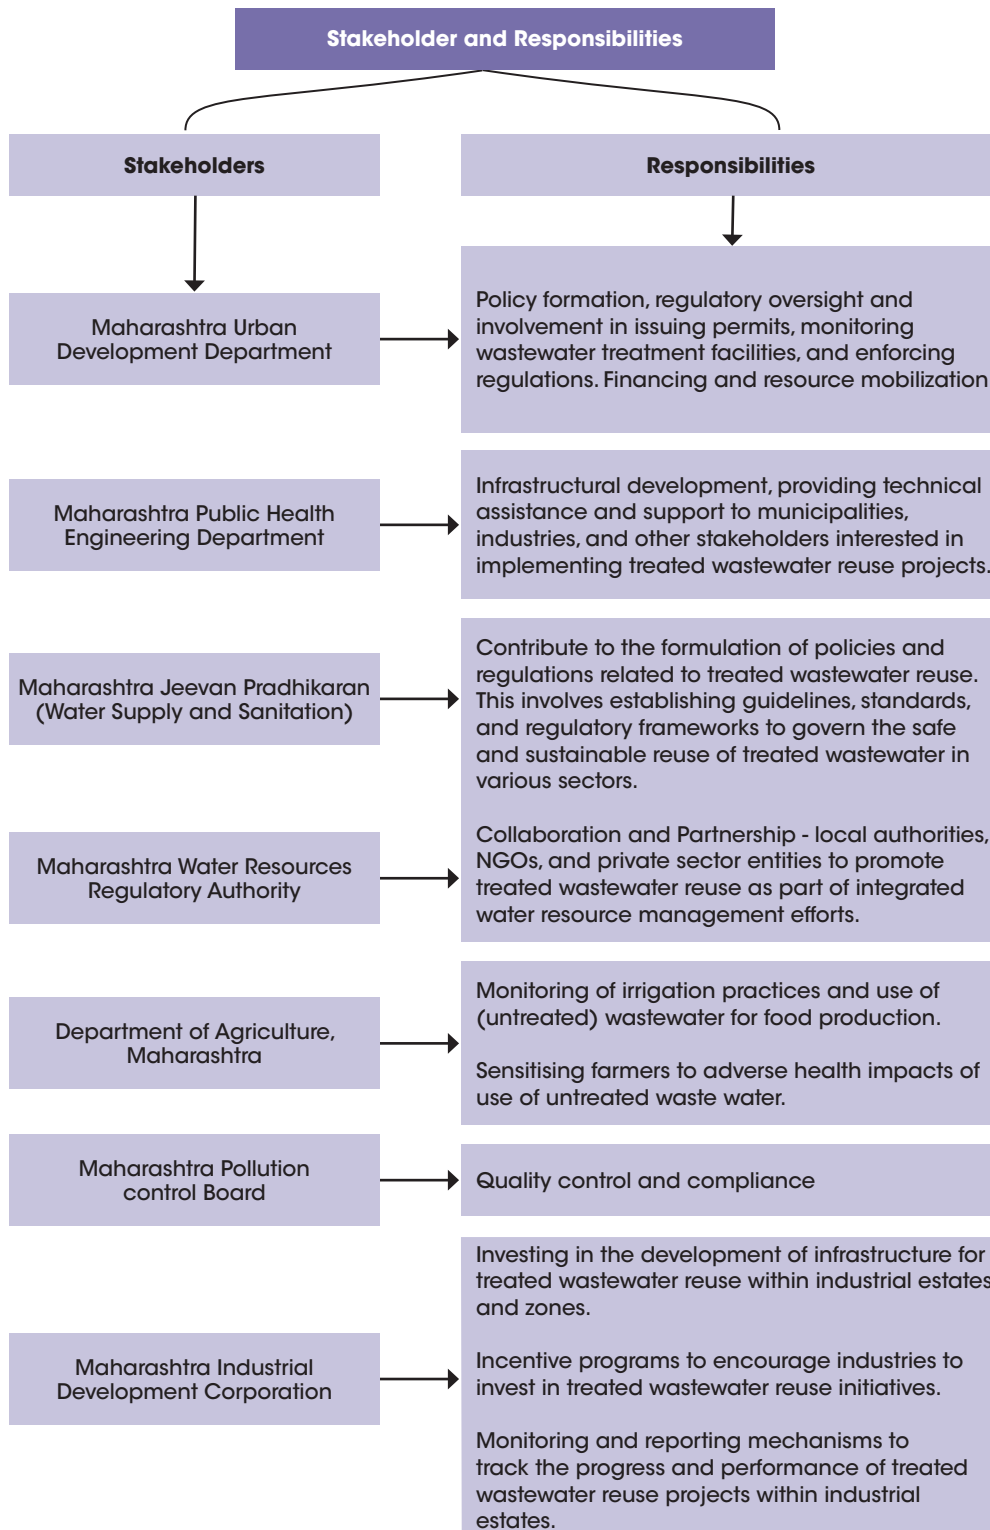 Stakeholder and Responsibilities
Stakeholders
Responsibilities
Maharashtra Urban
Development Department
Policy formation, regulatory oversight and
involvement in issuing permits, monitoring
wastewater treatment facilities, and enforcing
regulations. Financing and resource mobilization
Maharashtra Public Health
Engineering Department
Infrastructural development, providing technical
assistance and support to municipalities,
industries, and other stakeholders interested in
implementing treated wastewater reuse projects.
Maharashtra Jeevan Pradhikaran
(Water Supply and Sanitation)
Contribute to the formulation of policies and
regulations related to treated wastewater reuse.
This involves establishing guidelines, standards,
and regulatory frameworks to govern the safe
and sustainable reuse of treated wastewater in
various sectors.
Maharashtra Water Resources
Regulatory Authority
Collaboration and Partnership - local authorities,
NGOs, and private sector entities to promote
treated wastewater reuse as part of integrated
water resource management efforts.
Department of Agriculture,
Maharashtra
Monitoring of irrigation practices and use of
(untreated) wastewater for food production.
Sensitising farmers to adverse health impacts of
use of untreated waste water.
Maharashtra Pollution
control Board
Quality control and compliance
Maharashtra Industrial
Development Corporation
Investing in the development of infrastructure for
treated wastewater reuse within industrial estates
and zones.
Incentive programs to encourage industries to
invest in treated wastewater reuse initiatives.
Monitoring and reporting mechanisms to
track the progress and performance of treated
wastewater reuse projects within industrial
estates.